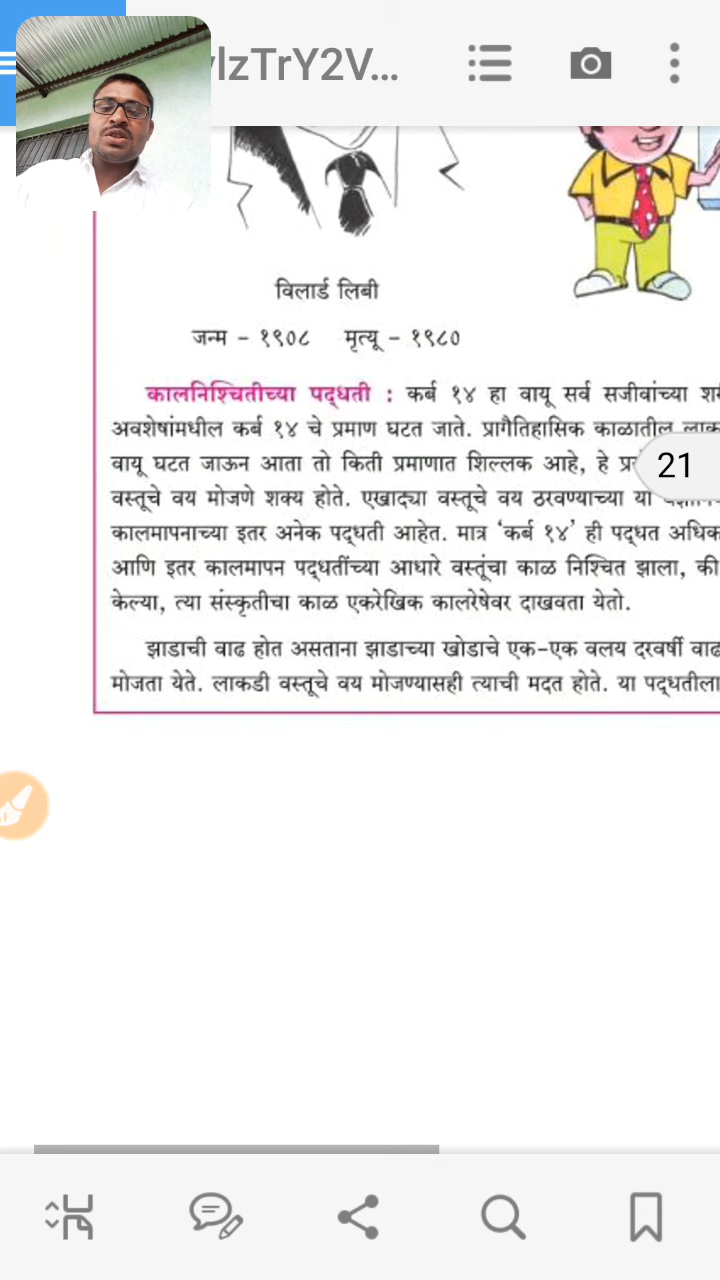 lzTrY2V...
विलार्ड लिबी
जन्म - १९०८ मृत्यू - १९८०
कालनिश्चितीच्या पद्धती : कर्ब १४ हा वायू सर्व सजीवांच्या
अवशेषांमधील कर्ब १४ चे प्रमाण घटत जाते. प्रागैतिहासिक काळातील
वायू घटत जाऊन आता तो किती प्रमाणात शिल्लक आहे, हे
21
वस्तूचे वय मोजणे शक्य होते. एखाद्या वस्तूचे वय ठरवण्याच्या या
कालमापनाच्या इतर अनेक पद्धती आहेत. मात्र ‘कर्ब १४’ ही पद्धत अधिक
आणि इतर कालमापन पद्धतींच्या आधारे वस्तूंचा काळ निश्चित झाला, की
केल्या, त्या संस्कृतीचा काळ एकरेखिक कालरेषेवर दाखवता येतो.
झाडाची वाढ होत असताना झाडाच्या खोडाचे एक-एक वलय दरवर्षी वाढ
मोजता येते. लाकडी वस्तूचे वय मोजण्यासही त्याची मदत होते. या पद्धतीला